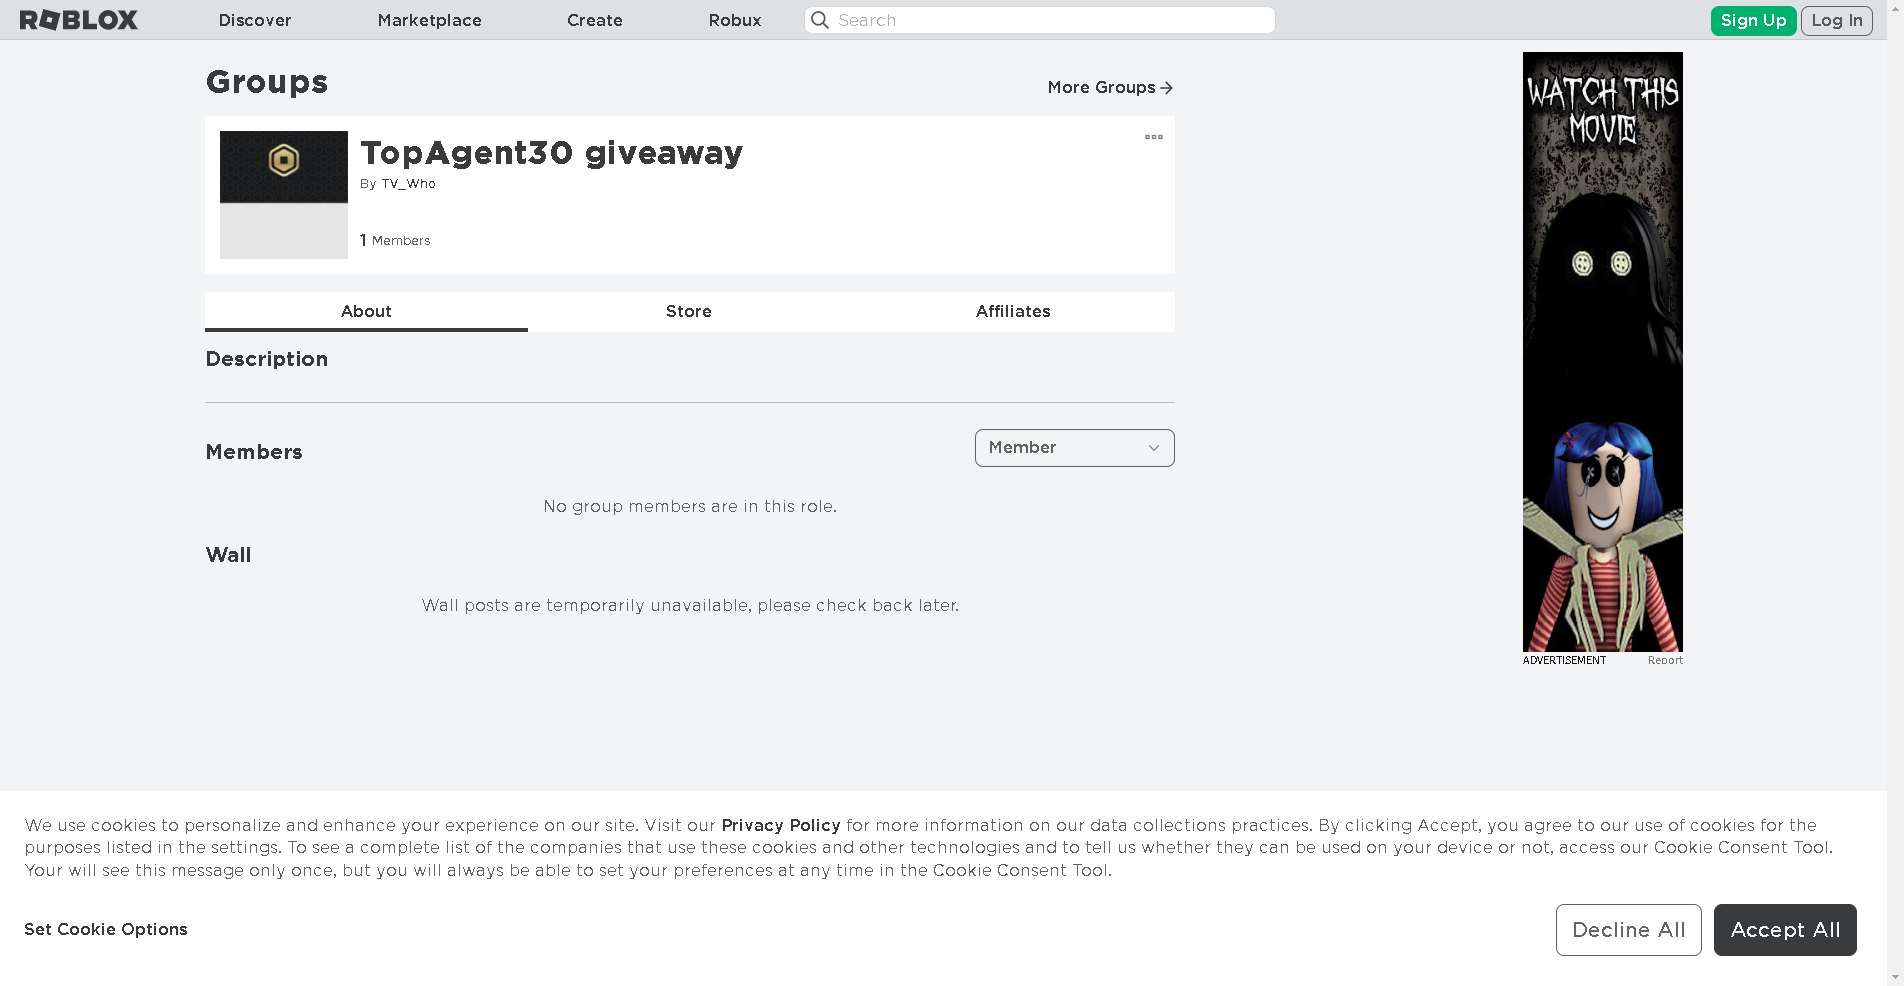 ROBLOX
Discover
Marketplace
Create
Robux
Search
Sign Up
Log In
Groups
More Groups
TopAgent30 giveaway
By TV_Who
1 Members
About
Store
Affiliates
Description
Members
Member
No group members are in this role.
Wall
Wall posts are temporarily unavailable, please check back later.
WATCH THIS
MOVIE
ADVERTISEMENT
Report
We use cookies to personalize and enhance your experience on our site. Visit our Privacy Policy for more information on our data collections practices. By clicking Accept, you agree to our use of cookies for the
purposes listed in the settings. To see a complete list of the companies that use these cookies and other technologies and to tell us whether they can be used on your device or not, access our Cookie Consent Tool.
Your will see this message only once, but you will always be able to set your preferences at any time in the Cookie Consent Tool.
Set Cookie Options
Decline All
Accept All